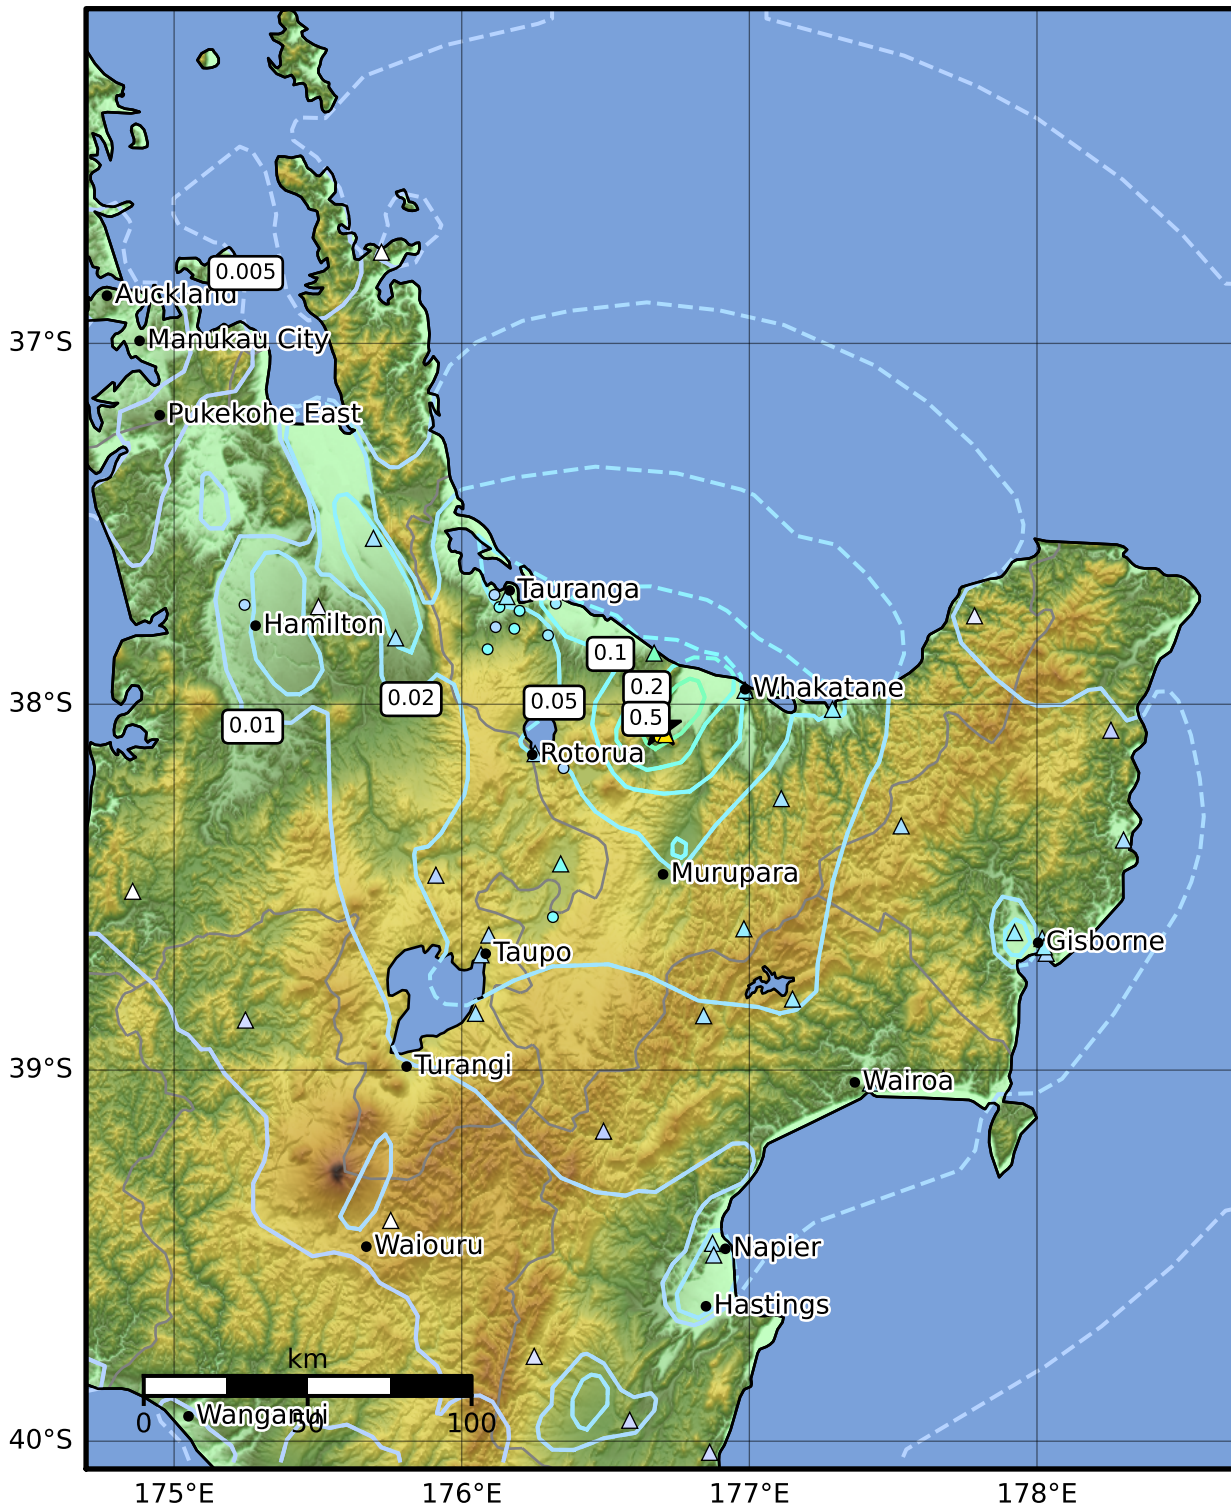 0.005
Auckland
37°S
Manukau City
Pukekohe East
Tauranga
Hamilton
0.1
0.2
Whakatane
0.02
0.05
38°S
0.5
0.01
Rotorua
Murupara
Gisborne
Taupo
Turangi
39°S
Wairoa
Waiouru
Napier
Hastings
km
Wanganui
0 50 100
40°S
175°E 176°E 177°E 178°E